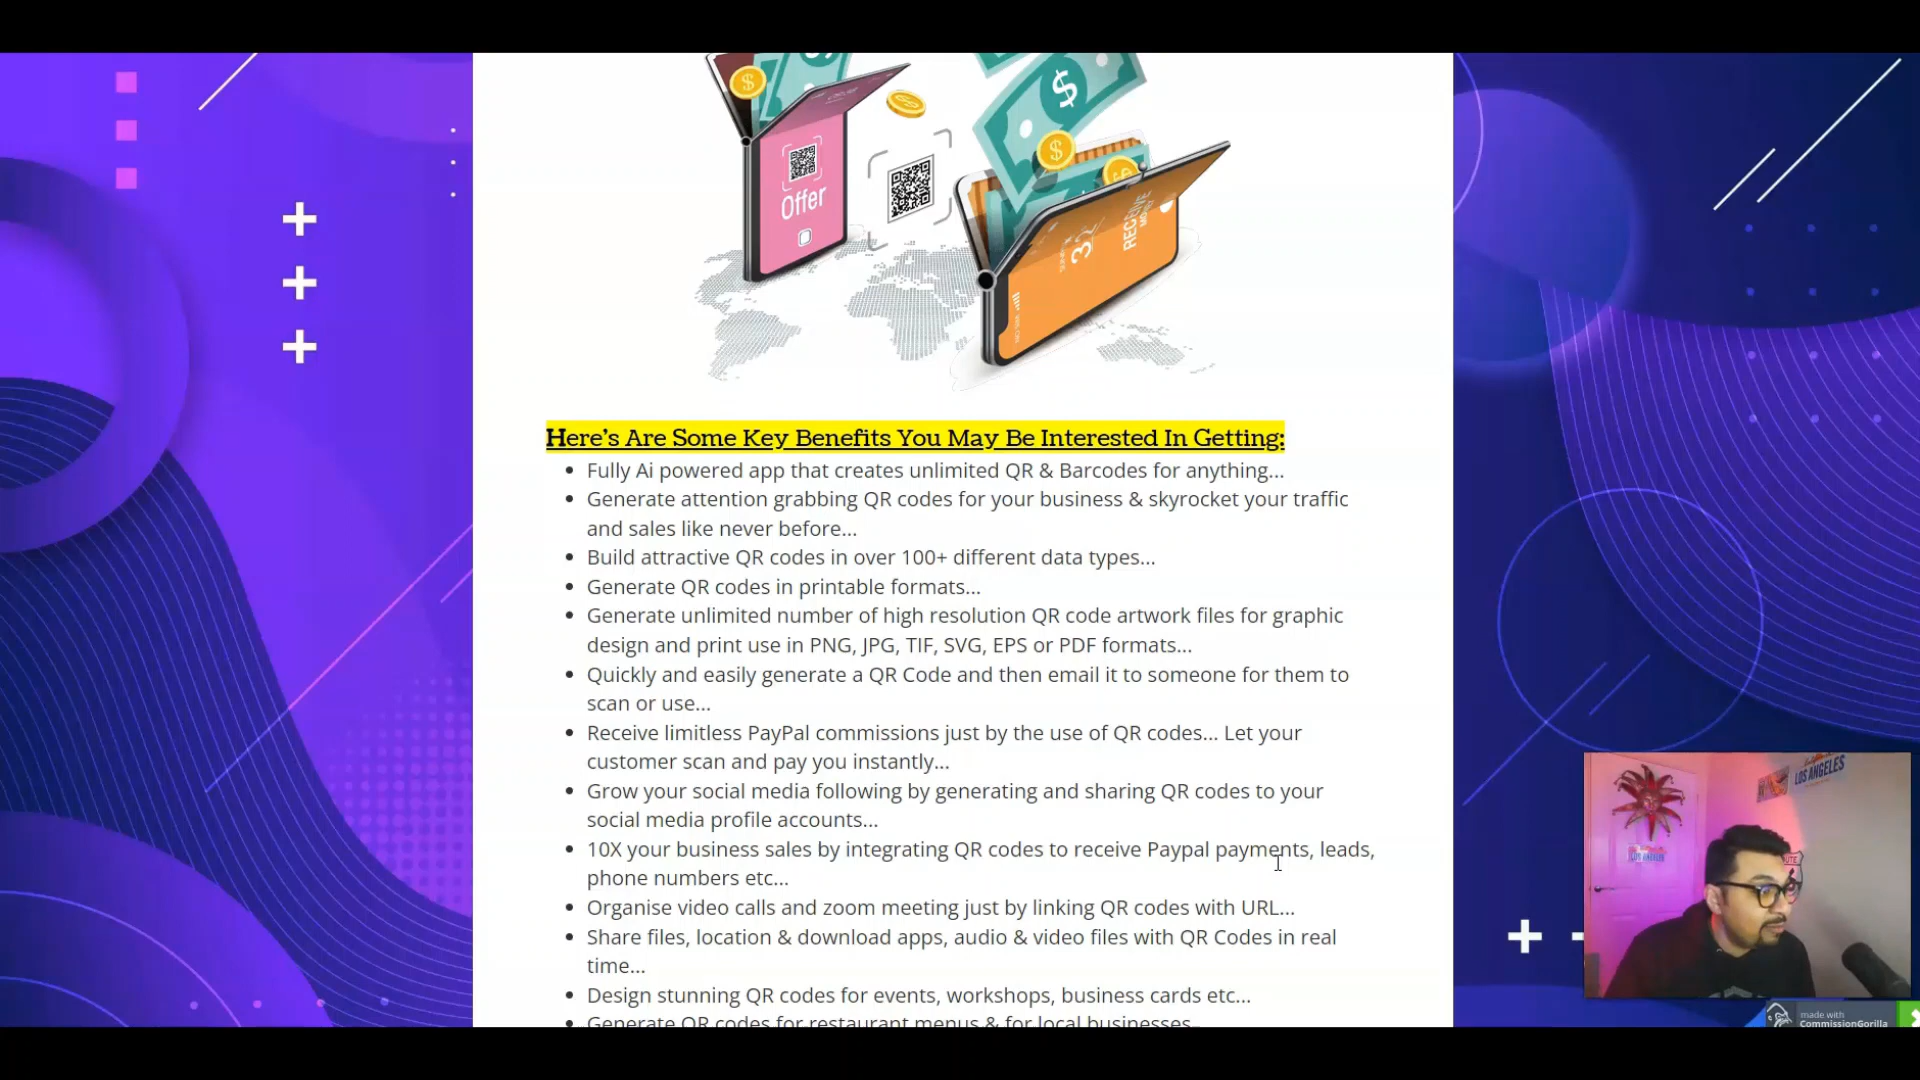 Offer
RECEIVE
Here's Are Some Key Benefits You May Be Interested In Getting:
Fully Ai powered app that creates unlimited QR & Barcodes for anything...
Generate attention grabbing QR codes for your business & skyrocket your traffic
and sales like never before...
Build attractive QR codes in over 100+ different data types...
Generate QR codes in printable formats...
Generate unlimited number of high resolution QR code artwork files for graphic
design and print use in PNG, JPG, TIF, SVG, EPS or PDF formats...
Quickly and easily generate a QR Code and then email it to someone for them to
scan or use...
Receive limitless PayPal commissions just by the use of QR codes... Let your
customer scan and pay you instantly...
Grow your social media following by generating and sharing QR codes to your
social media profile accounts...
10X your business sales by integrating QR codes to receive Paypal payments, leads,
phone numbers etc...
Organise video calls and zoom meeting just by linking QR codes with URL...
Share files, location & download apps, audio & video files with QR Codes in real
time...
Design stunning QR codes for events, workshops, business cards etc...
Generate QR codes for restaurant menus & for local businesses
LOS ANGELES
made with
CommissionGorilla